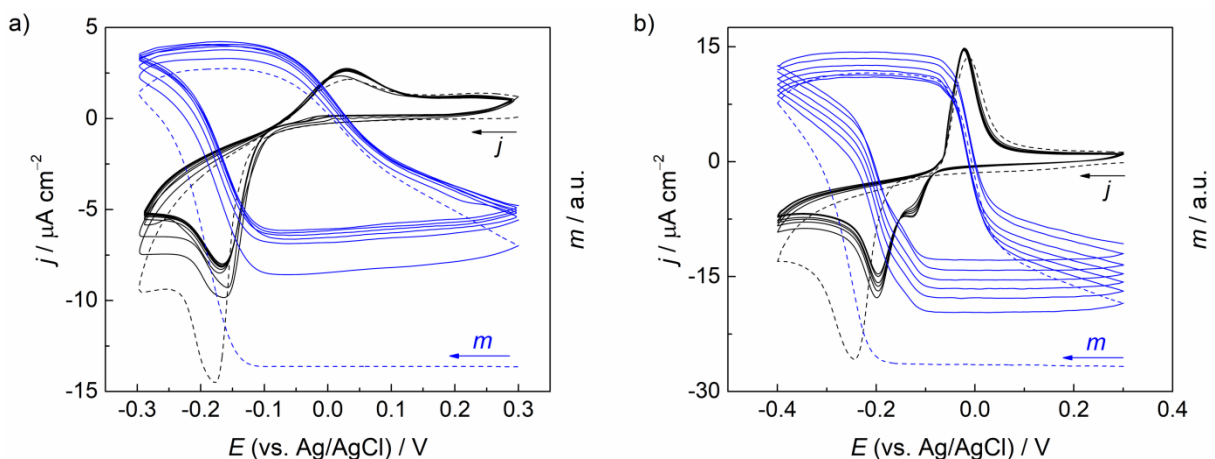 a)
5
0
-5
-10
-15
j / µA cm⁻²
m / a.u.
j
m
-0.3 -0.2 -0.1 0.0 0.1 0.2 0.3
E (vs. Ag/AgCl) / V
b)
15
0
-15
-30
j / µA cm⁻²
m / a.u.
j
m
-0.4 -0.2 0.0 0.2 0.4
E (vs. Ag/AgCl) / V